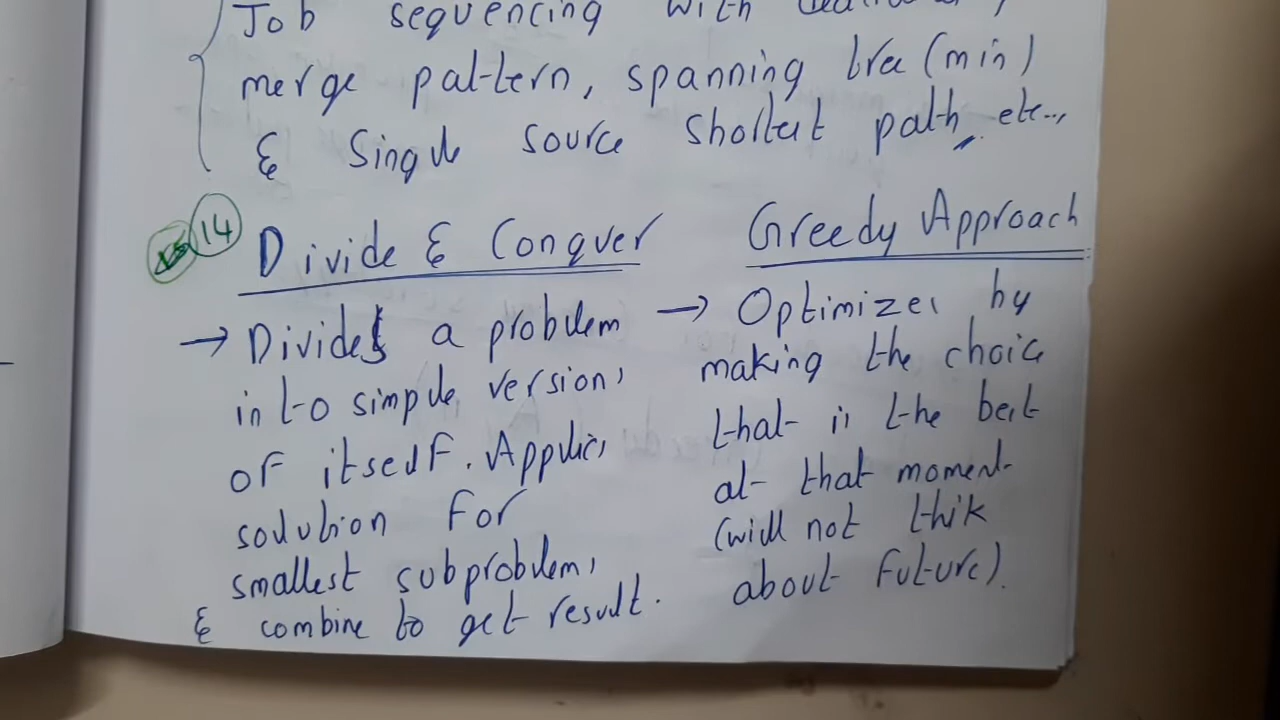 Job sequencing with
merge pattern, spanning tree (min)
& Single source shortest path, etc..,
14
Divide & Conquer
→ Divides a problem
into simple versions
of itself. Applies
solution for
smallest subproblems
& combine to get result.
Greedy Approach
→ Optimizes by
making the choice
that is the best
at that moment
(will not thik
about future).